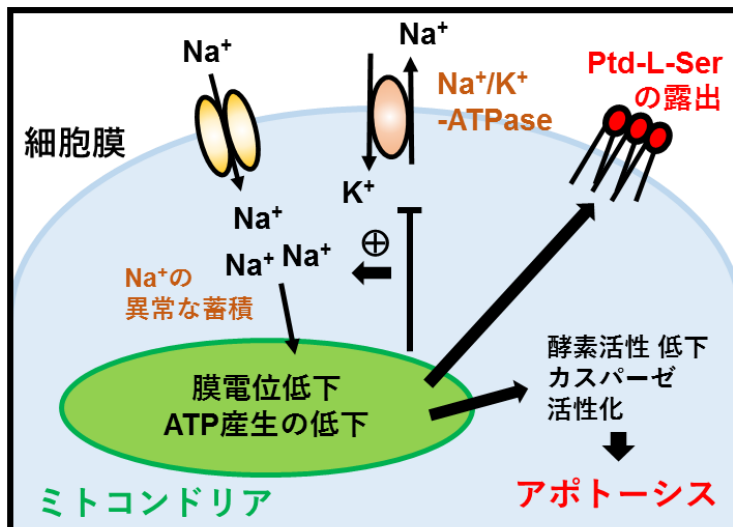 Na⁺
Na⁺
Ptd-L-Ser
の露出
Na⁺/K⁺
-ATPase
細胞膜
K⁺
Na⁺
⊕
Na⁺ Na⁺
Na⁺の
異常な蓄積
膜電位低下
ATP産生の低下
酵素活性 低下
カスパーゼ
活性化
ミトコンドリア
アポトーシス